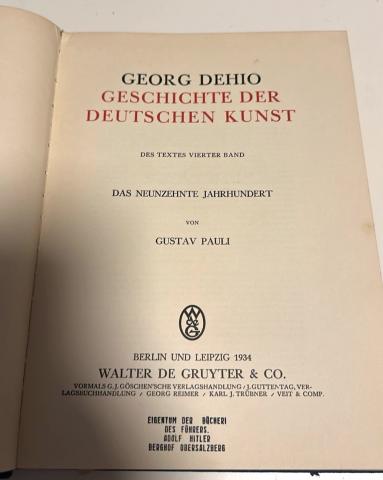 GEORG DEHIO
GESCHICHTE DER
DEUTSCHEN KUNST
DES TEXTES VIERTER BAND
DAS NEUNZEHNTE JAHRHUNDERT
VON
GUSTAV PAULI
W
de
G
BERLIN UND LEIPZIG 1934
WALTER DE GRUYTER & CO.
VORMALS G. J. GÖSCHEN'SCHE VERLAGSHANDLUNG / J. GUTTENTAG, VER-
LAGSBUCHHANDLUNG / GEORG REIMER / KARL J. TRÜBNER / VEIT & COMP.
EIGENTUM DER BÜCHEREI
DES FÜHRERS.
ADOLF HITLER
BERGHOF OBERSALZBERG